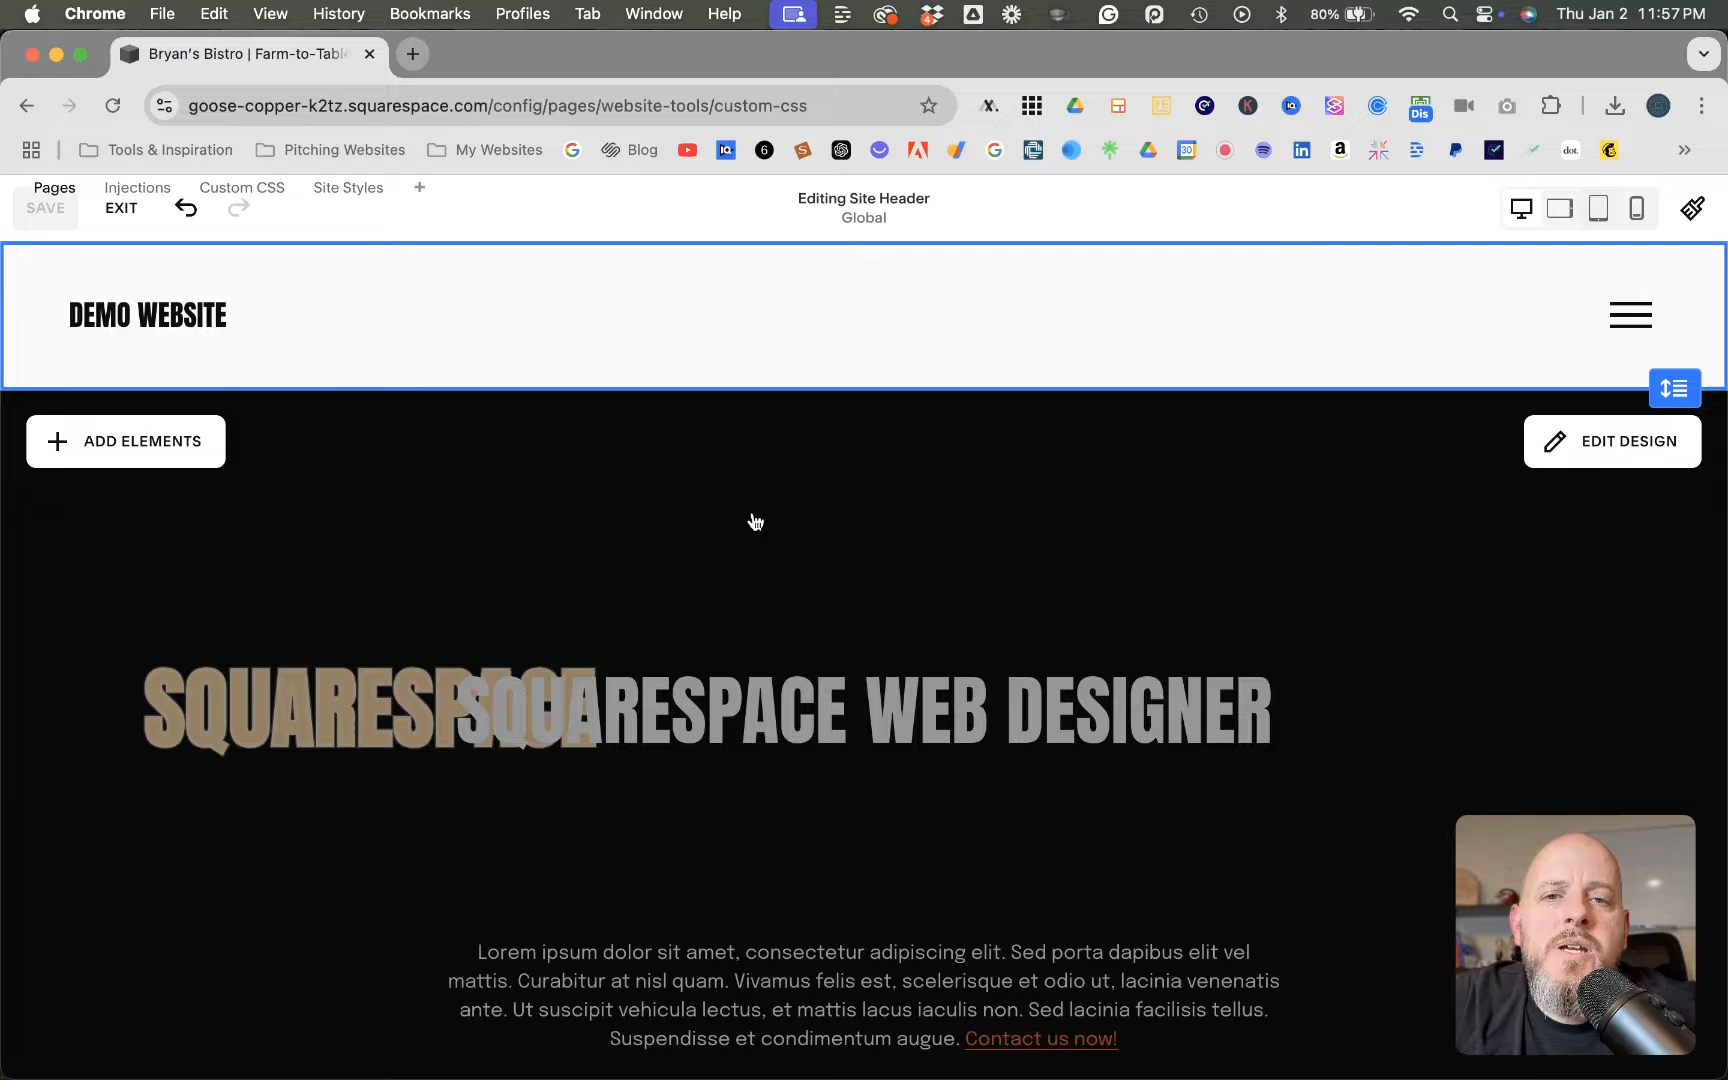 Chrome File Edit View History Bookmarks Profiles Tab Window Help 80% Thu Jan 2 11:57 PM
Bryan's Bistro | Farm-to-Table
goose-copper-k2tz.squarespace.com/config/pages/website-tools/custom-css
Tools & Inspiration Pitching Websites My Websites Blog
Pages Injections Custom CSS Site Styles
SAVE EXIT
Editing Site Header
Global
DEMO WEBSITE
ADD ELEMENTS
EDIT DESIGN
SQUARESPACE
SQUARESPACE WEB DESIGNER
Lorem ipsum dolor sit amet, consectetur adipiscing elit. Sed porta dapibus elit vel
mattis. Curabitur at nisl quam. Vivamus felis est, scelerisque et odio ut, lacinia venenatis
ante. Ut suscipit vehicula lectus, et mattis lacus iaculis non. Sed lacinia facilisis tellus.
Suspendisse et condimentum augue. Contact us now!